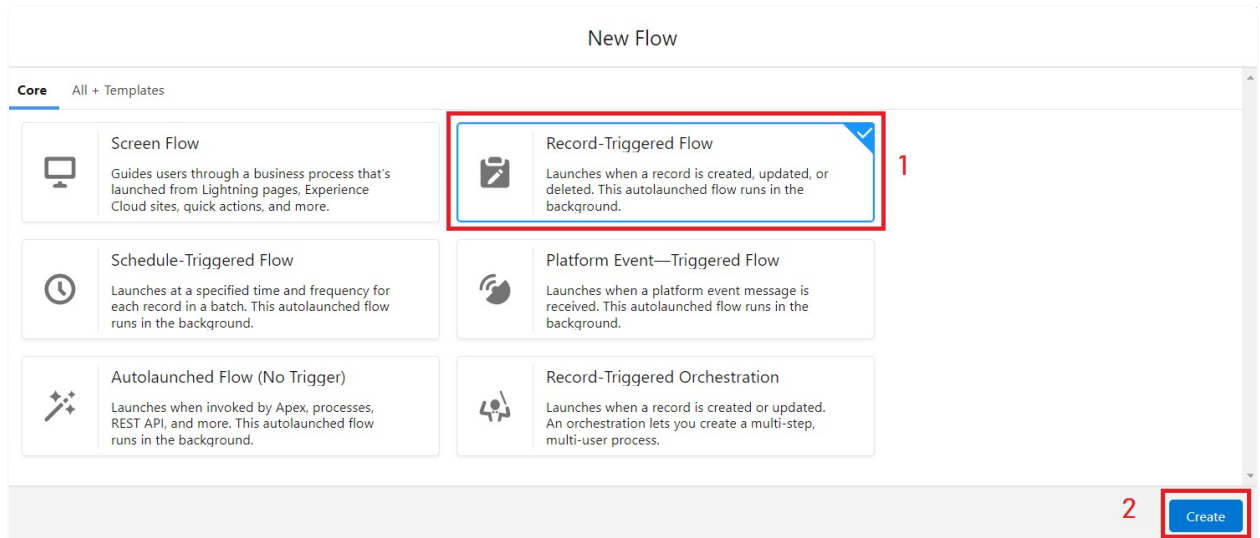 New Flow
Core All + Templates
Screen Flow
Guides users through a business process that's
launched from Lightning pages, Experience
Cloud sites, quick actions, and more.
Record-Triggered Flow
Launches when a record is created, updated, or
deleted. This autolaunched flow runs in the
background.
1
Schedule-Triggered Flow
Launches at a specified time and frequency for
each record in a batch. This autolaunched flow
runs in the background.
Platform Event—Triggered Flow
Launches when a platform event message is
received. This autolaunched flow runs in the
background.
Autolaunched Flow (No Trigger)
Launches when invoked by Apex, processes,
REST API, and more. This autolaunched flow
runs in the background.
Record-Triggered Orchestration
Launches when a record is created or updated.
An orchestration lets you create a multi-step,
multi-user process.
2
Create